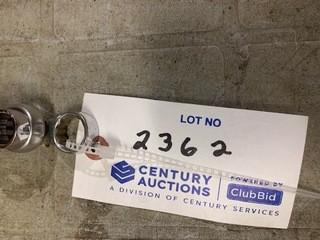 LOT NO
2362
CENTURY
AUCTIONS
POWERED BY
ClubBid
A DIVISION OF CENTURY SERVICES